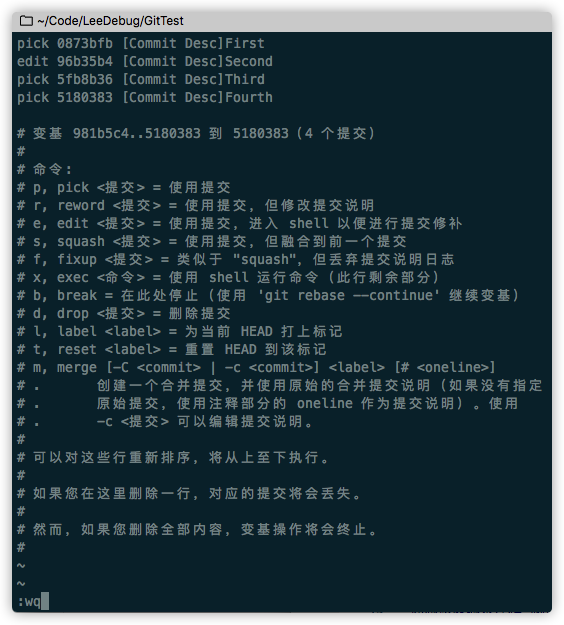 ~/Code/LeeDebug/GitTest
pick 0873bfb [Commit Desc]First
edit 96b35b4 [Commit Desc]Second
pick 5fb8b36 [Commit Desc]Third
pick 5180383 [Commit Desc]Fourth
# 变基 981b5c4..5180383 到 5180383（4 个提交）
#
# 命令:
# p, pick <提交> = 使用提交
# r, reword <提交> = 使用提交，但修改提交说明
# e, edit <提交> = 使用提交，进入 shell 以便进行提交修补
# s, squash <提交> = 使用提交，但融合到前一个提交
# f, fixup <提交> = 类似于 "squash"，但丢弃提交说明日志
# x, exec <命令> = 使用 shell 运行命令（此行剩余部分）
# b, break = 在此处停止（使用 'git rebase --continue' 继续变基）
# d, drop <提交> = 删除提交
# l, label <label> = 为当前 HEAD 打上标记
# t, reset <label> = 重置 HEAD 到该标记
# m, merge [-C <commit> | -c <commit>] <label> [# <oneline>]
# .       创建一个合并提交，并使用原始的合并提交说明（如果没有指定
# .       原始提交，使用注释部分的 oneline 作为提交说明）。使用
# .       -c <提交> 可以编辑提交说明。
#
# 可以对这些行重新排序，将从上至下执行。
#
# 如果您在这里删除一行，对应的提交将会丢失。
#
# 然而，如果您删除全部内容，变基操作将会终止。
#
~
~
:wq